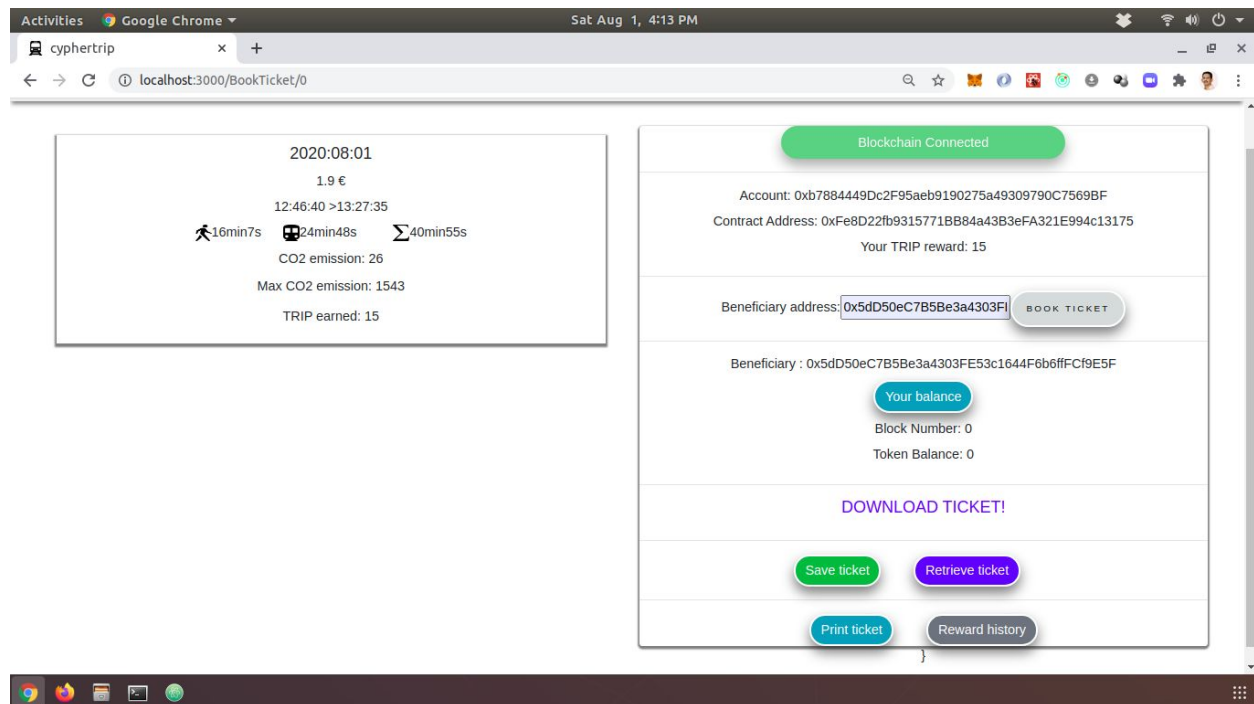 Activities Google Chrome ▾ Sat Aug 1, 4:13 PM
cyphertrip × +
localhost:3000/BookTicket/0
2020:08:01
1.9 €
12:46:40 >13:27:35
16min7s 24min48s ∑40min55s
CO2 emission: 26
Max CO2 emission: 1543
TRIP earned: 15
Blockchain Connected
Account: 0xb7884449Dc2F95aeb9190275a49309790C7569BF
Contract Address: 0xFe8D22fb9315771BB84a43B3eFA321E994c13175
Your TRIP reward: 15
Beneficiary address: 0x5dD50eC7B5Be3a4303F BOOK TICKET
Beneficiary : 0x5dD50eC7B5Be3a4303FE53c1644F6b6ffFCf9E5F
Your balance
Block Number: 0
Token Balance: 0
DOWNLOAD TICKET!
Save ticket Retrieve ticket
Print ticket Reward history
}